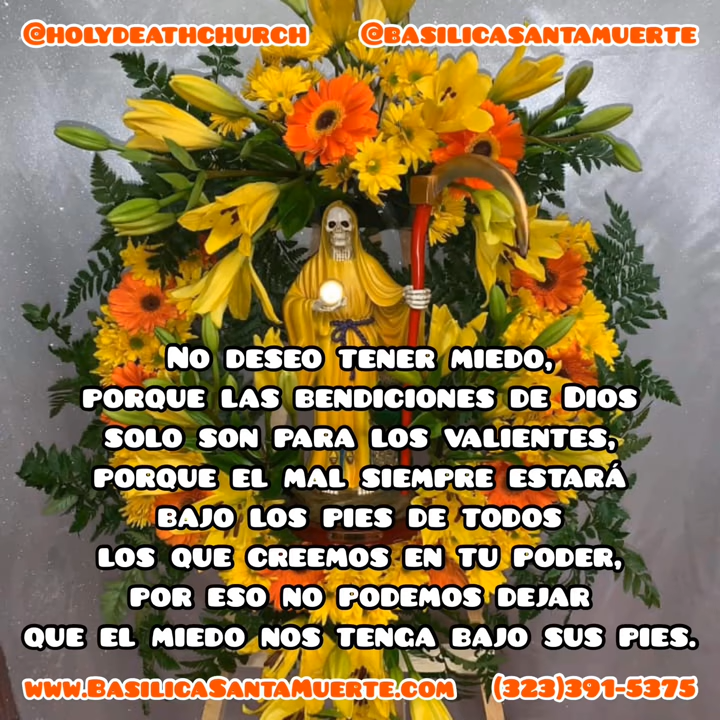 @holydeathchurch @basilicasantamuerte
No deseo tener miedo,
porque las bendiciones de Dios
solo son para los valientes,
porque el mal siempre estará
bajo los pies de todos
los que creemos en tu poder,
por eso no podemos dejar
que el miedo nos tenga bajo sus pies.
www.BasilicaSantaMuerte.com (323)391-5375